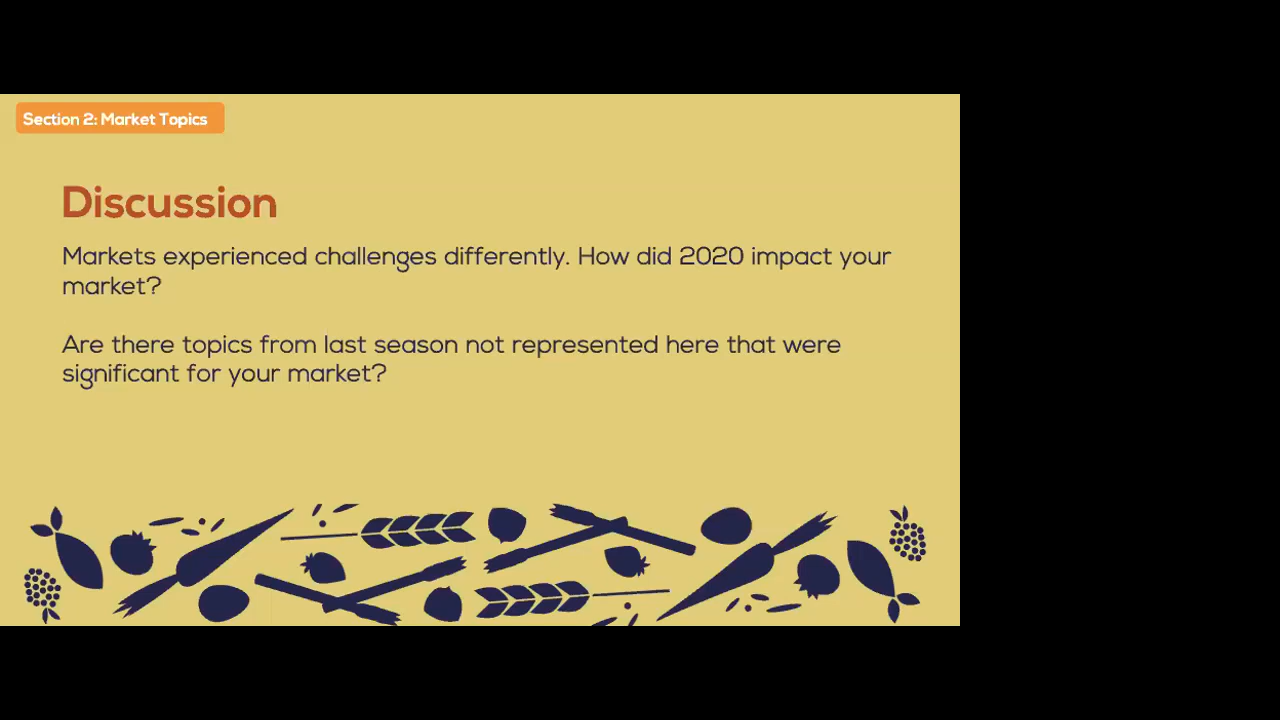 Section 2: Market Topics
Discussion
Markets experienced challenges differently. How did 2020 impact your
market?
Are there topics from last season not represented here that were
significant for your market?